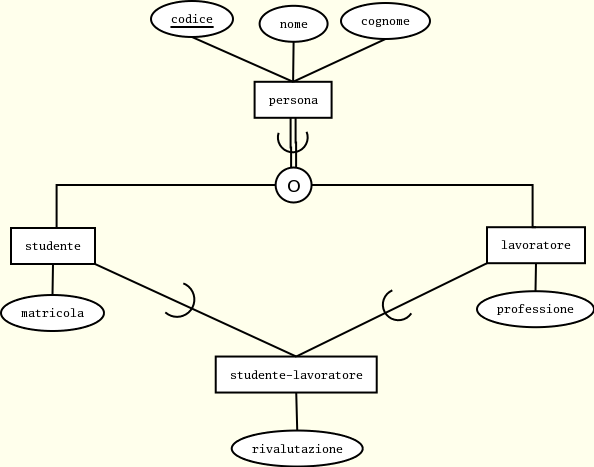 codice
nome
cognome
persona
O
studente
lavoratore
matricola
professione
studente-lavoratore
rivalutazione